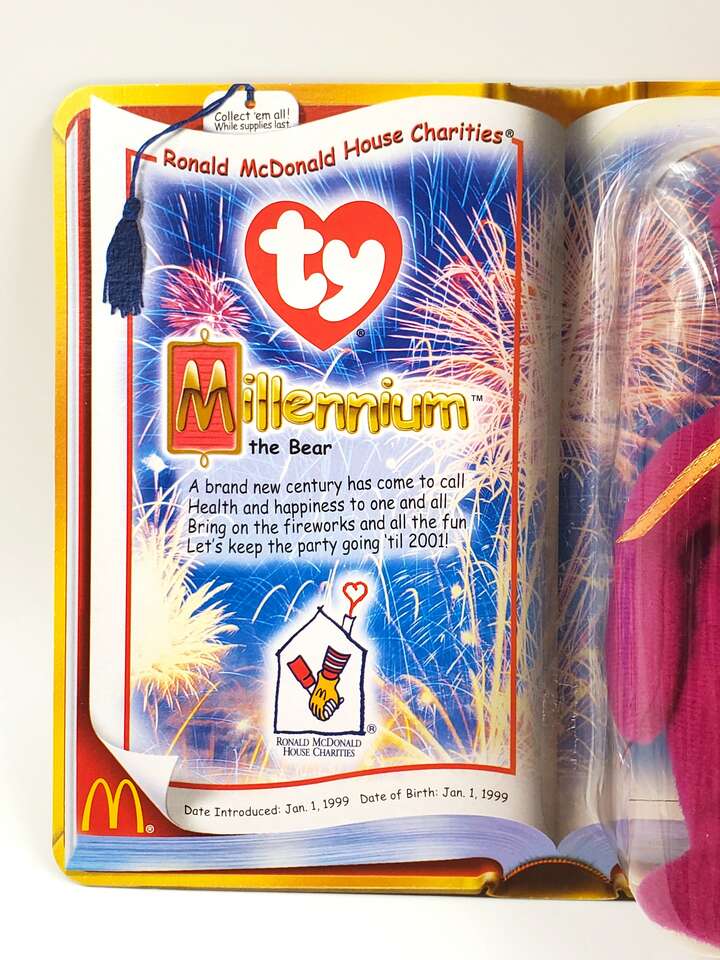 Collect 'em all!
While supplies last.
Ronald McDonald House Charities®
ty®
Millennium™
the Bear
A brand new century has come to call
Health and happiness to one and all
Bring on the fireworks and all the fun
Let's keep the party going 'til 2001!
RONALD MCDONALD
HOUSE CHARITIES
®
Date Introduced: Jan. 1, 1999 Date of Birth: Jan. 1, 1999
M®